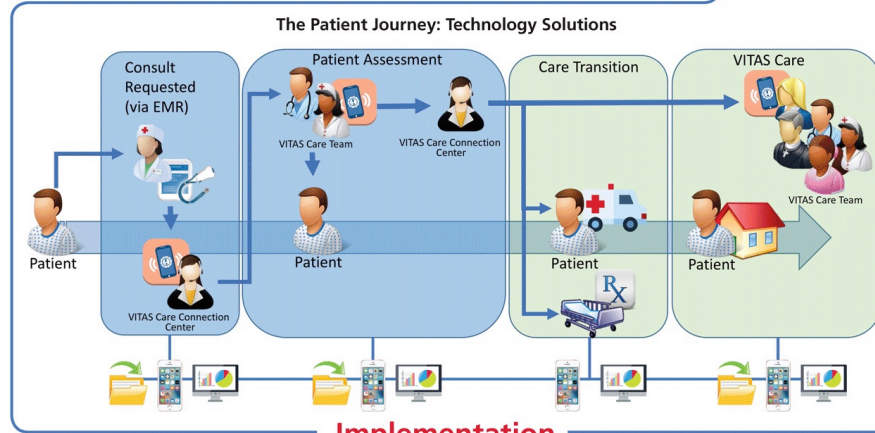 The Patient Journey: Technology Solutions
Consult
Requested
(via EMR)
Patient Assessment
Care Transition
VITAS Care
VITAS Care Team
VITAS Care Connection
Center
VITAS Care Team
Patient
Patient
Patient
Patient
VITAS Care Connection
Center
RX
Implementation